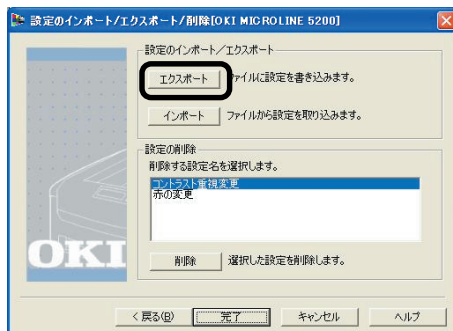 設定のインポート/エクスポート/削除[OKI MICROLINE 5200]
設定のインポート/エクスポート
エクスポート ファイルに設定を書き込みます。
インポート ファイルから設定を取り込みます。
設定の削除
削除する設定名を選択します。
コントラスト重視変更
赤の変更
OKI
削除 選択した設定を削除します。
< 戻る(B) 完了 キャンセル ヘルプ